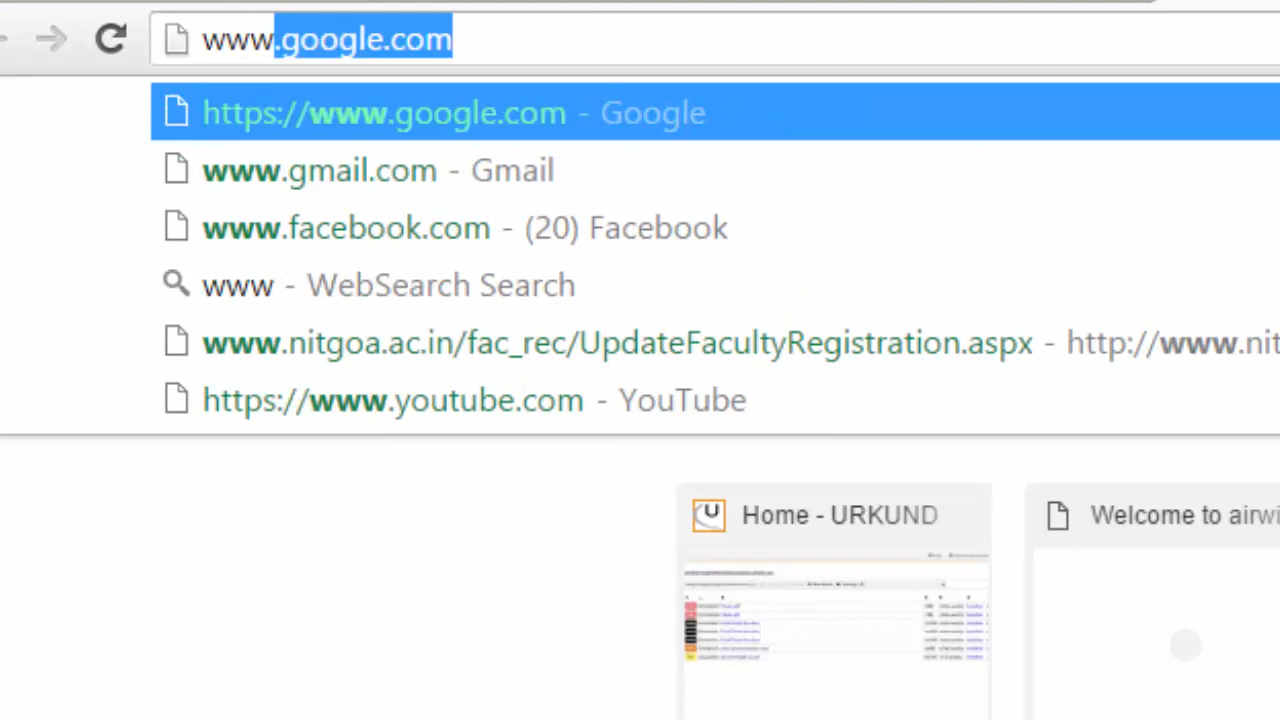 www.google.com
https://www.google.com - Google
www.gmail.com - Gmail
www.facebook.com - (20) Facebook
www - WebSearch Search
www.nitgoa.ac.in/fac_rec/UpdateFacultyRegistration.aspx - http://www.nit
https://www.youtube.com - YouTube
Home - URKUND
Welcome to airwi